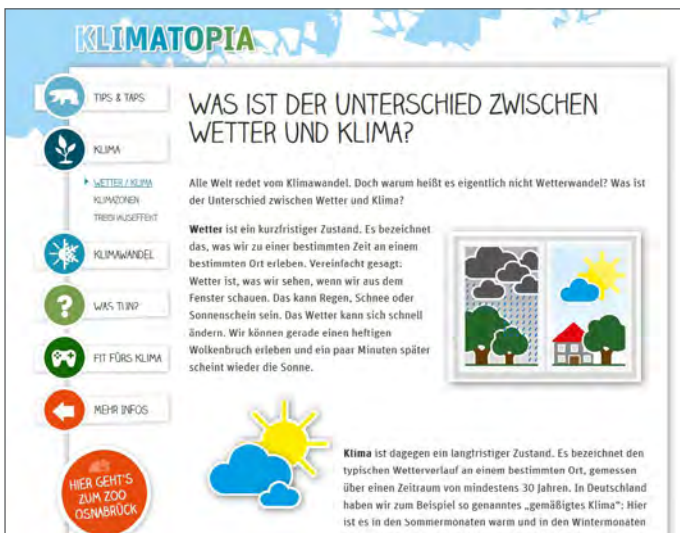 KLIMATOPIA
TIPS & TAPS
KLIMA
WETTER / KLIMA
KLIMAZONEN
TREIBHAUSEFFEKT
KLIMAWANDEL
WAS TUN?
FIT FÜRS KLIMA
MEHR INFOS
HIER GEHT'S
ZUM ZOO
OSNABRÜCK
WAS IST DER UNTERSCHIED ZWISCHEN
WETTER UND KLIMA?
Alle Welt redet vom Klimawandel. Doch warum heißt es eigentlich nicht Wetterwandel? Was ist
der Unterschied zwischen Wetter und Klima?
Wetter ist ein kurzfristiger Zustand. Es bezeichnet
das, was wir zu einer bestimmten Zeit an einem
bestimmten Ort erleben. Vereinfacht gesagt:
Wetter ist, was wir sehen, wenn wir aus dem
Fenster schauen. Das kann Regen, Schnee oder
Sonnenschein sein. Das Wetter kann sich schnell
ändern. Wir können gerade einen heftigen
Wolkenbruch erleben und ein paar Minuten später
scheint wieder die Sonne.
Klima ist dagegen ein langfristiger Zustand. Es bezeichnet den
typischen Wetterverlauf an einem bestimmten Ort, gemessen
über einen Zeitraum von mindestens 30 Jahren. In Deutschland
haben wir zum Beispiel so genanntes „gemäßigtes Klima“: Hier
ist es in den Sommermonaten warm und in den Wintermonaten